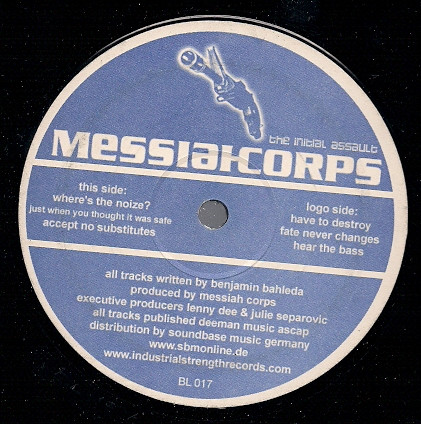 the initial assault
Messiahcorps
this side:
where's the noize?
just when you thought it was safe
accept no substitutes
logo side:
have to destroy
fate never changes
hear the bass
all tracks written by benjamin bahleda
produced by messiah corps
executive producers lenny dee & julie separovic
all tracks published deeman music ascap
distribution by soundbase music germany
www.sbmonline.de
www.industrialstrengthrecords.com
BL 017